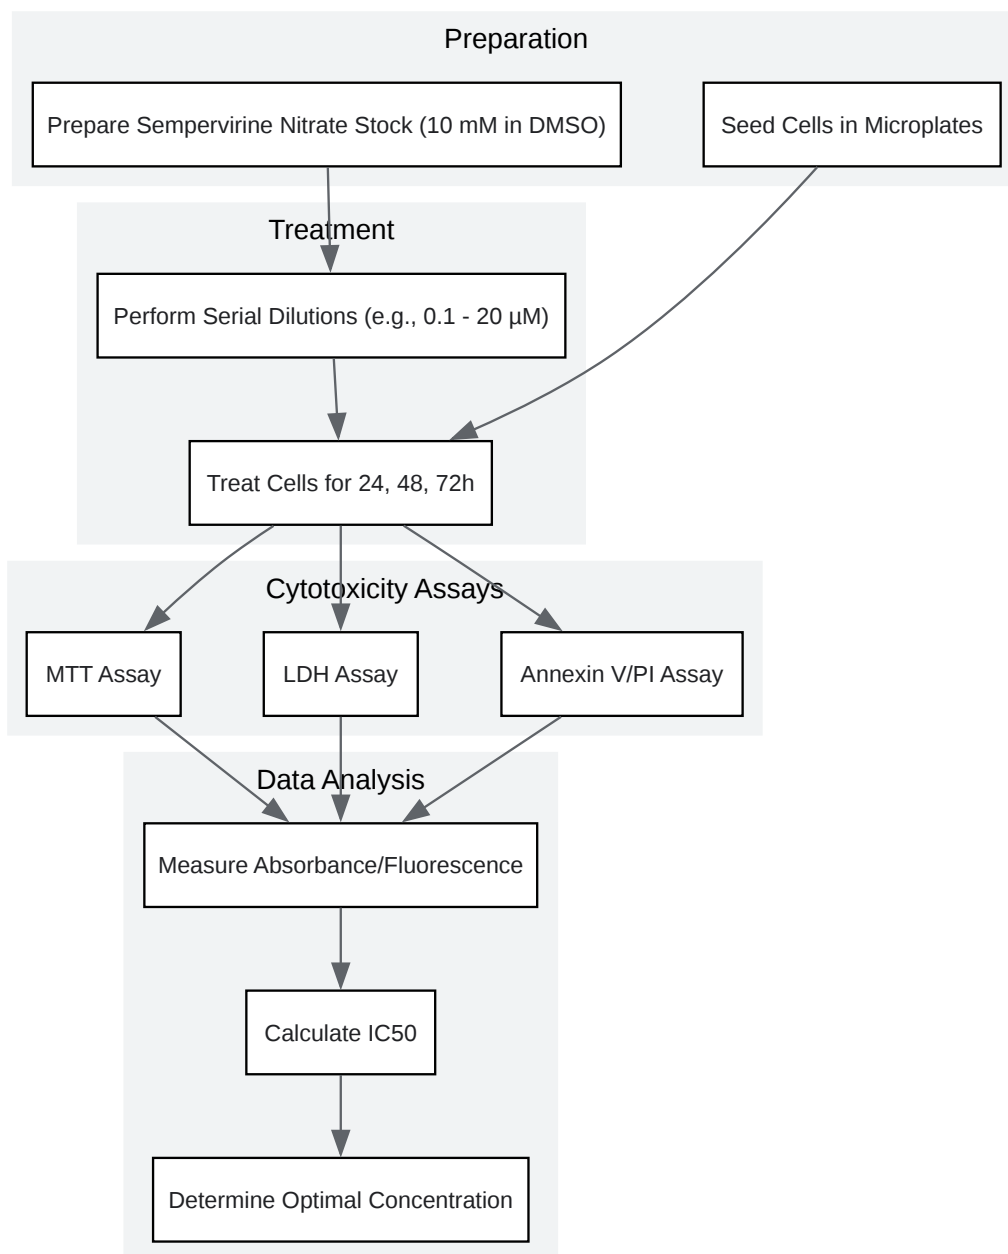 Preparation
Prepare Sempervirine Nitrate Stock (10 mM in DMSO)
Seed Cells in Microplates
Treatment
Perform Serial Dilutions (e.g., 0.1 - 20 µM)
Treat Cells for 24, 48, 72h
Cytotoxicity Assays
MTT Assay
LDH Assay
Annexin V/PI Assay
Data Analysis
Measure Absorbance/Fluorescence
Calculate IC50
Determine Optimal Concentration